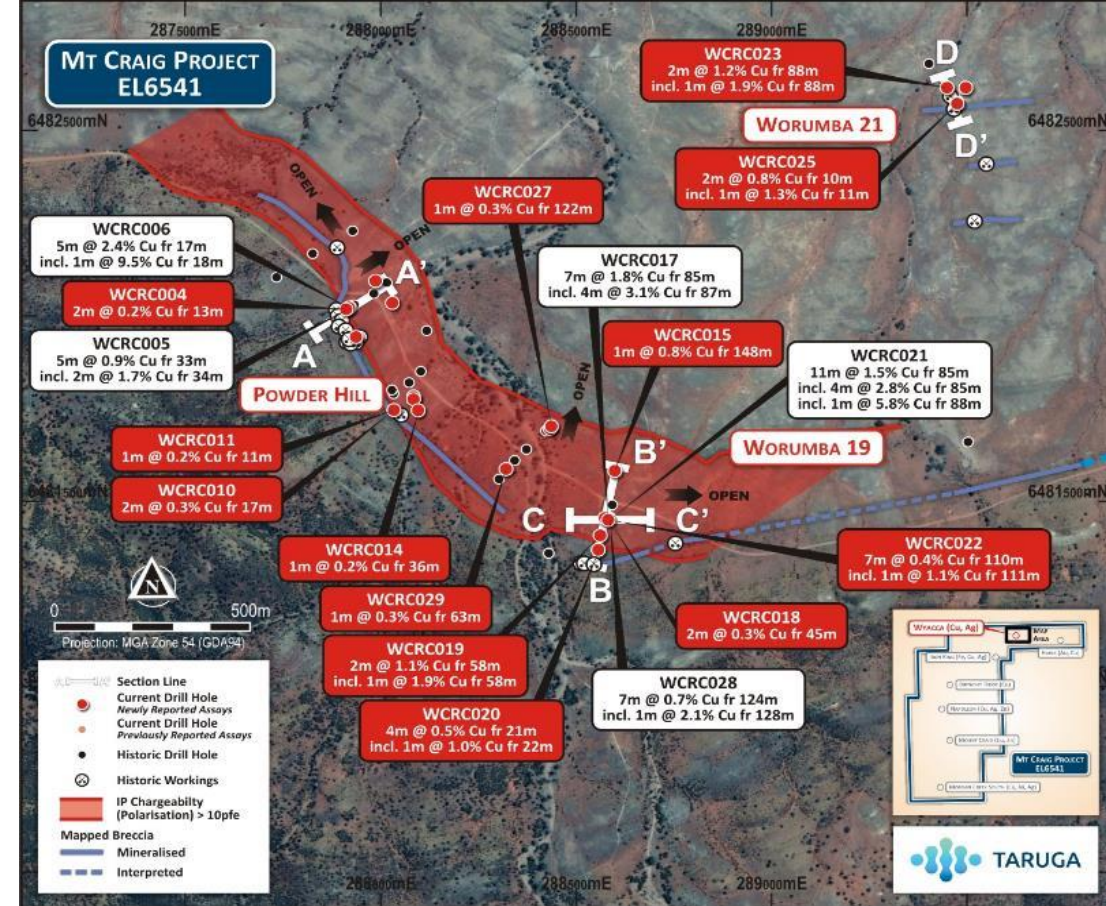 287500mE
288000mE
288500mE
289000mE
MT CRAIG PROJECT
EL6541
6482500mN
6482500mN
WCRC023
2m @ 1.2% Cu fr 88m
incl. 1m @ 1.9% Cu fr 88m
D
WORUMBA 21
D'
WCRC025
2m @ 0.8% Cu fr 10m
incl. 1m @ 1.3% Cu fr 11m
WCRC027
1m @ 0.3% Cu fr 122m
OPEN
OPEN
WCRC006
5m @ 2.4% Cu fr 17m
incl. 1m @ 9.5% Cu fr 18m
WCRC017
7m @ 1.8% Cu fr 85m
incl. 4m @ 3.1% Cu fr 87m
A'
WCRC004
2m @ 0.2% Cu fr 13m
WCRC005
5m @ 0.9% Cu fr 33m
incl. 2m @ 1.7% Cu fr 34m
A
WCRC015
1m @ 0.8% Cu fr 148m
WCRC021
11m @ 1.5% Cu fr 85m
incl. 4m @ 2.8% Cu fr 85m
incl. 1m @ 5.8% Cu fr 88m
POWDER HILL
OPEN
WCRC011
1m @ 0.2% Cu fr 11m
B'
WORUMBA 19
WCRC010
2m @ 0.3% Cu fr 17m
OPEN
6481500mN
6481500mN
C
C'
WCRC014
1m @ 0.2% Cu fr 36m
B
WCRC022
7m @ 0.4% Cu fr 110m
incl. 1m @ 1.1% Cu fr 111m
WCRC029
1m @ 0.3% Cu fr 63m
WCRC018
2m @ 0.3% Cu fr 45m
WCRC019
2m @ 1.1% Cu fr 58m
incl. 1m @ 1.9% Cu fr 58m
WCRC028
7m @ 0.7% Cu fr 124m
incl. 1m @ 2.1% Cu fr 128m
WCRC020
4m @ 0.5% Cu fr 21m
incl. 1m @ 1.0% Cu fr 22m
N
0
500m
Projection: MGA Zone 54 (GDA94)
Section Line
Current Drill Hole
Newly Reported Assays
Current Drill Hole
Previously Reported Assays
Historic Drill Hole
Historic Workings
IP Chargeabilty
(Polarisation) > 10pfe
Mapped Breccia
Mineralised
Interpreted
WYACCA (Cu, Ag)
MAP
AREA
MT CRAIG PROJECT
EL6541
TARUGA
288000mE
288500mE
289000mE